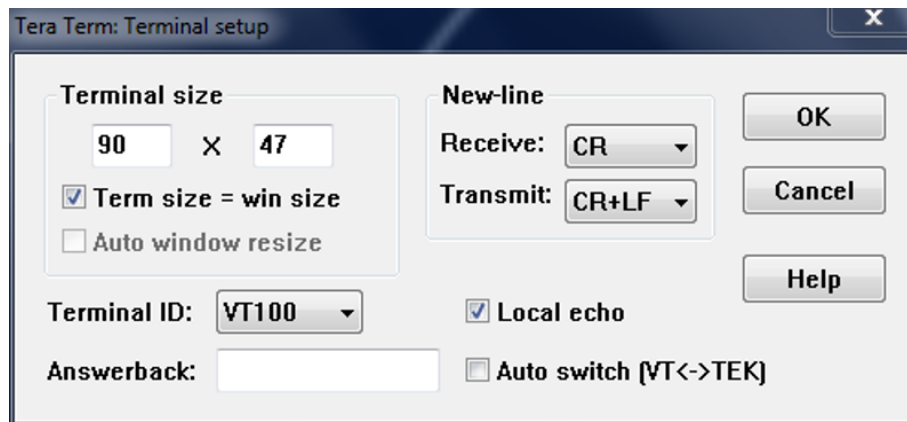 Tera Term: Terminal setup
x
Terminal size
90 X 47
Term size = win size
Auto window resize
New-line
Receive: CR
Transmit: CR+LF
OK
Cancel
Help
Terminal ID: VT100
Local echo
Answerback:
Auto switch (VT<->TEK)